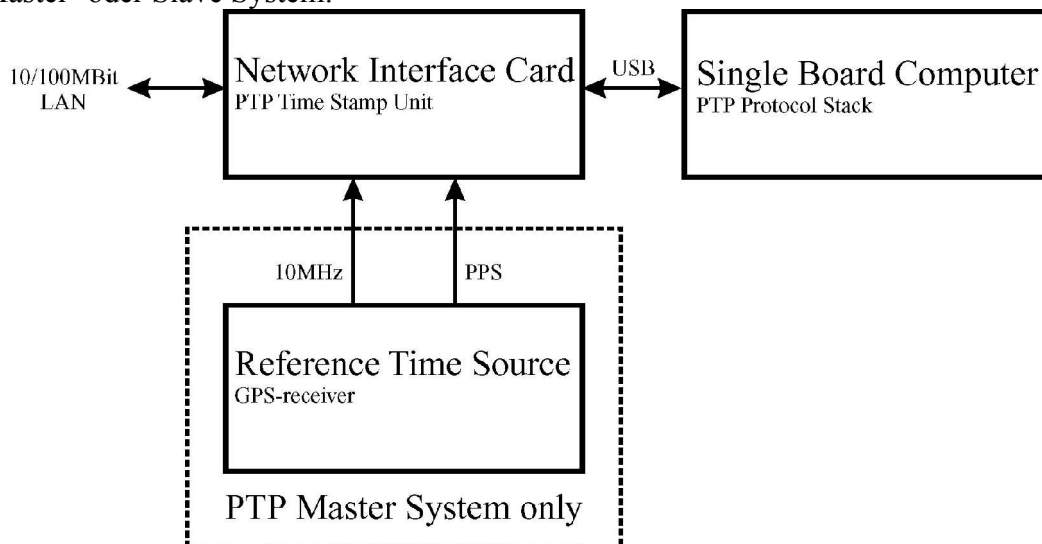 oder Slave System.
10/100MBit
LAN
Network Interface Card
PTP Time Stamp Unit
USB
Single Board Computer
PTP Protocol Stack
10MHz
PPS
Reference Time Source
GPS-receiver
PTP Master System only